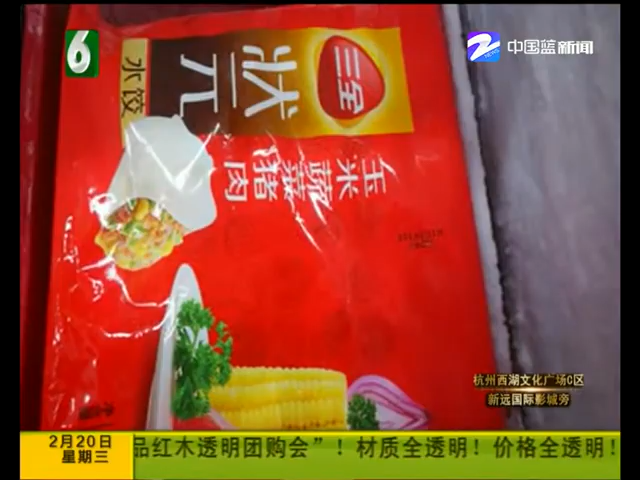 6
中国蓝新闻
NEWS
三全
状元
水饺
玉米
蔬菜
猪肉
杭州西湖文化广场C区
新远国际影城旁
2月20日
星期三
品红木透明团购会”！材质全透明！价格全透明！